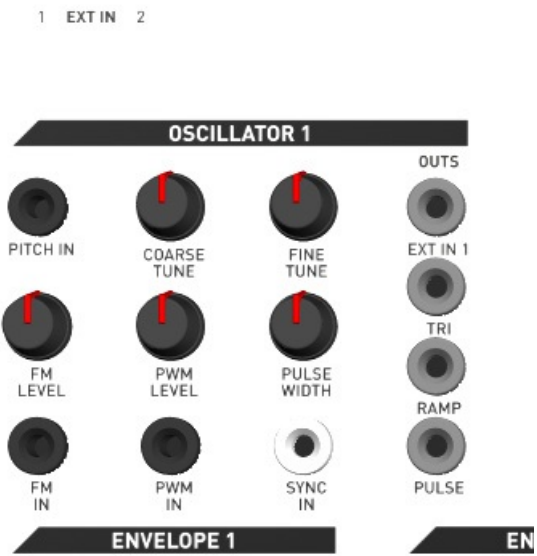 1 EXT IN 2
OSCILLATOR 1
OUTS
PITCH IN
COARSE
TUNE
FINE
TUNE
EXT IN 1
TRI
FM
LEVEL
PWM
LEVEL
PULSE
WIDTH
RAMP
FM
IN
PWM
IN
SYNC
IN
PULSE
ENVELOPE 1
EN